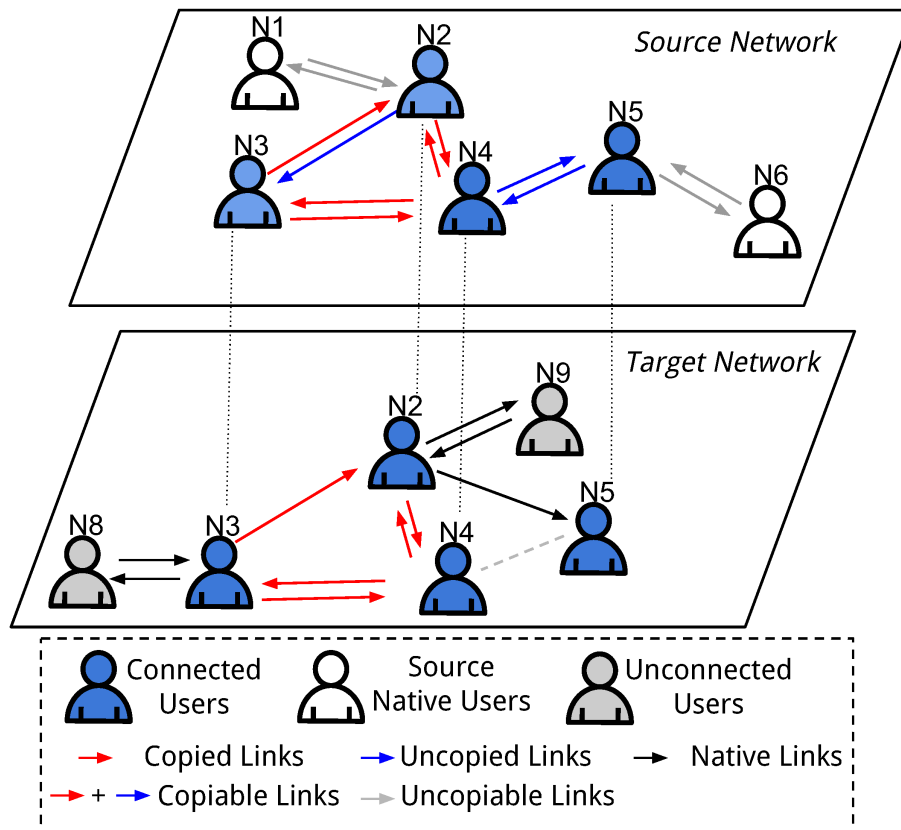 N1
N2
Source Network
N5
N3
N4
N6
Target Network
N9
N2
N5
N8
N3
N4
Connected Users
Source Native Users
Unconnected Users
Copied Links
Uncopied Links
Native Links
+ Copiable Links
Uncopiable Links